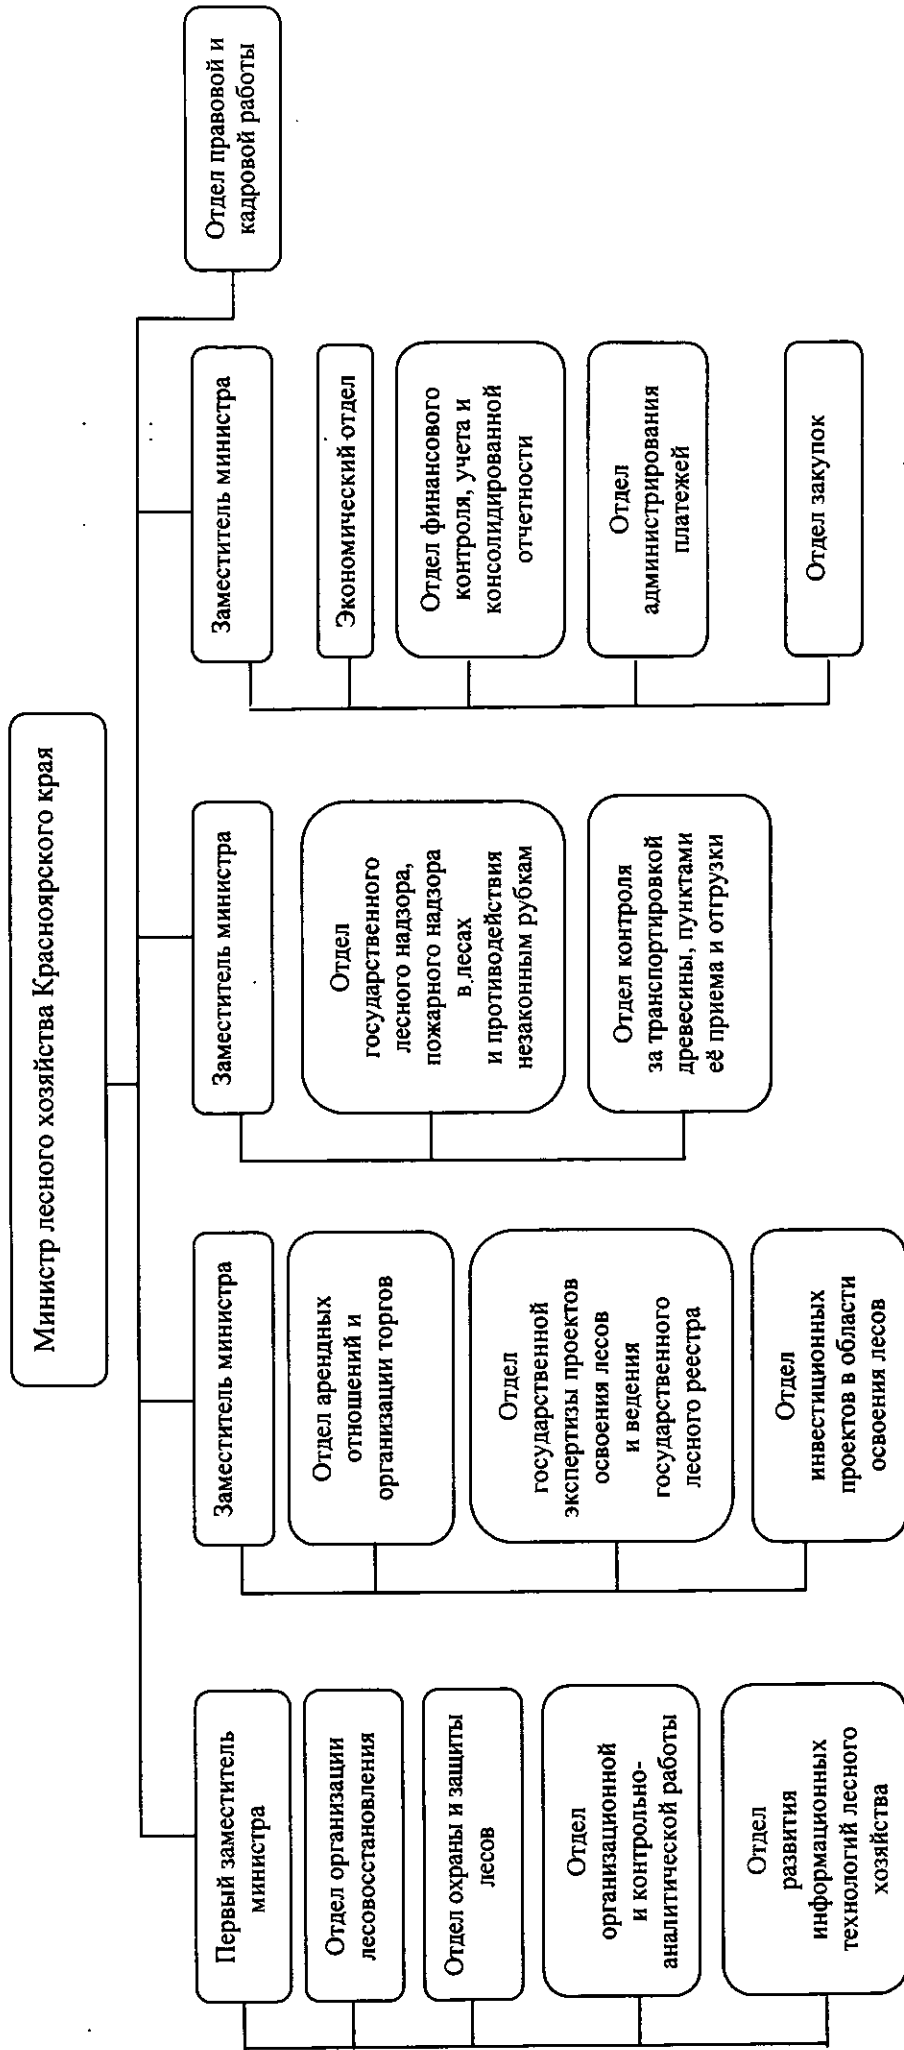 Министр лесного хозяйства Красноярского края
Первый заместитель
министра
Отдел организации
лесовосстановления
Отдел охраны и защиты
лесов
Отдел
организационной
и контрольно-
аналитической работы
Отдел
развития
информационных
технологий лесного
хозяйства
Заместитель министра
Отдел арендных
отношений и
организации торгов
Отдел
государственной
экспертизы проектов
освоения лесов
и ведения
государственного
лесного реестра
Отдел
инвестиционных
проектов в области
освоения лесов
Заместитель министра
Отдел
государственного
лесного надзора,
пожарного надзора
в лесах
и противодействия
незаконным рубкам
Отдел контроля
за транспортировкой
древесины, пунктами
её приема и отгрузки
Заместитель министра
Экономический отдел
Отдел финансового
контроля, учета и
консолидированной
отчетности
Отдел
администрирования
платежей
Отдел закупок
Отдел правовой и
кадровой работы